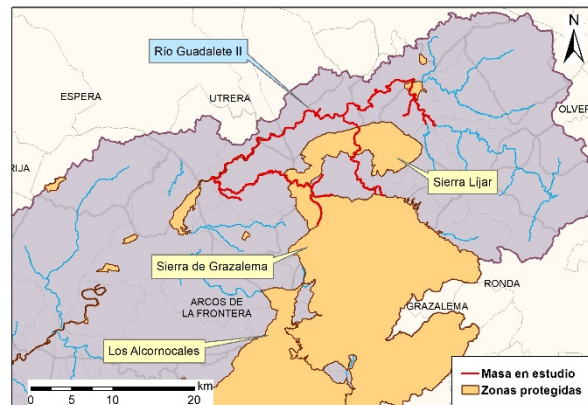 N
Río Guadalete II
ESPERA
UTRERA
OLVER
RIJA
Sierra Líjar
Sierra de Grazalema
RONDA
ARCOS DE
LA FRONTERA
GRAZALEMA
Los Alcornocales
km
0 5 10 20
Masa en estudio
Zonas protegidas